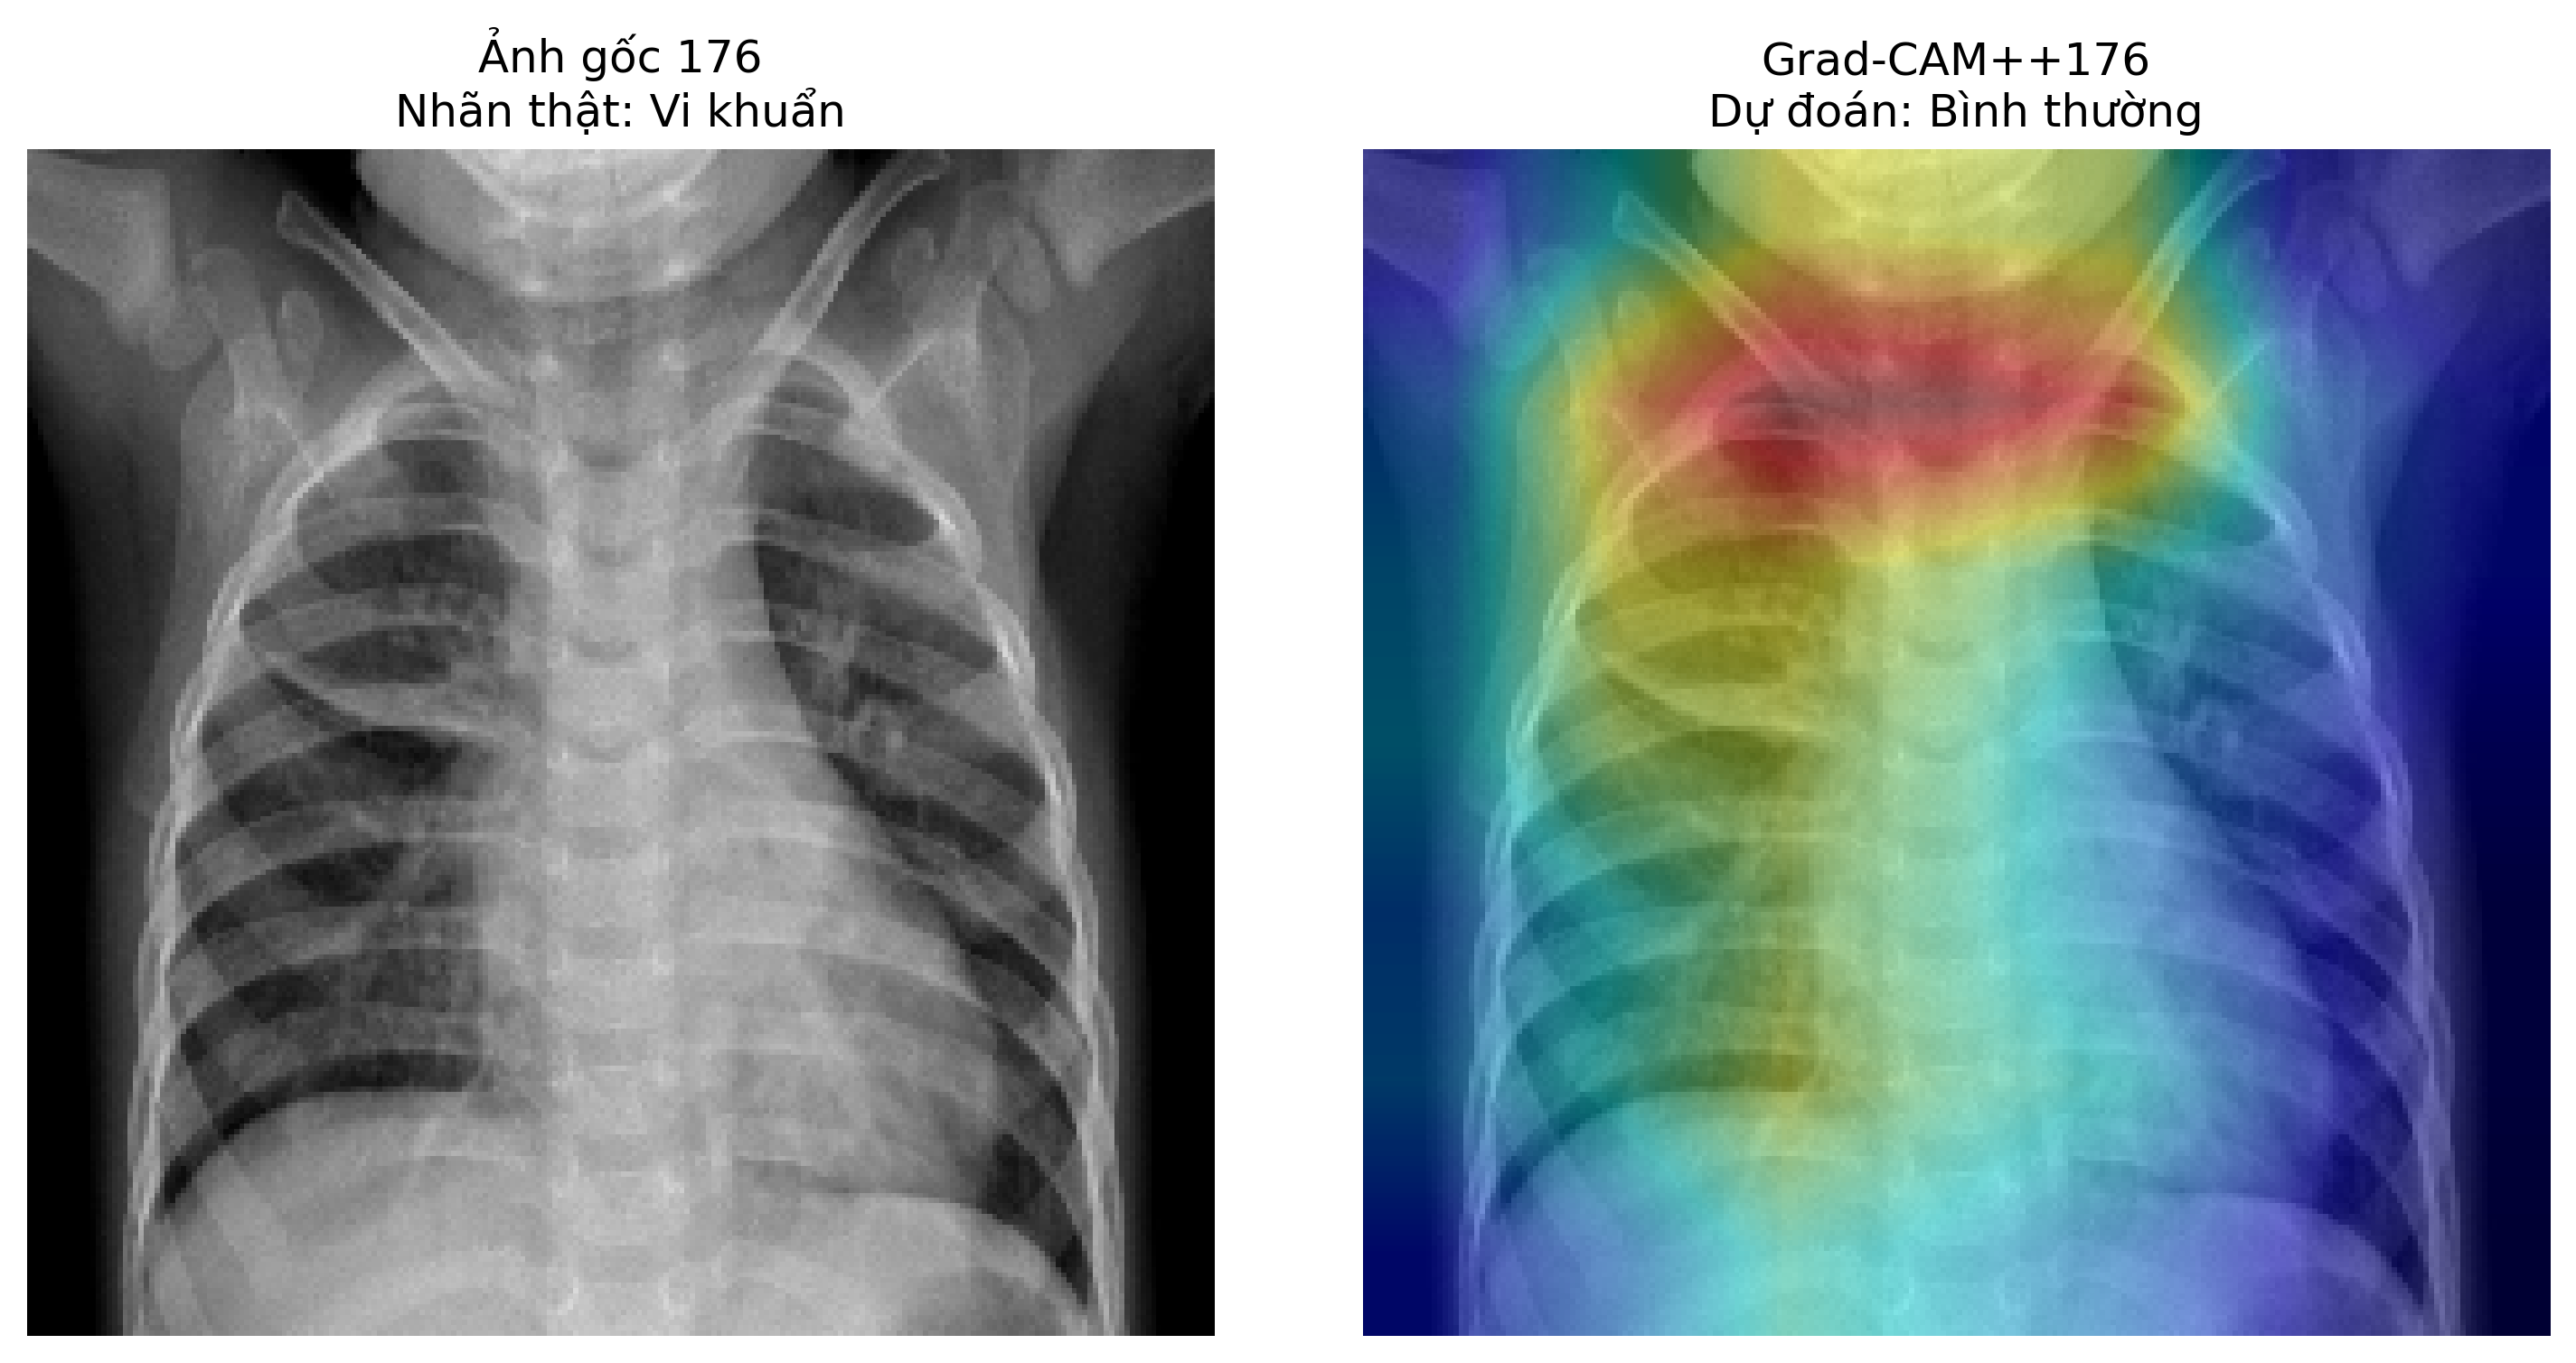 Ảnh gốc 176
Nhãn thật: Vi khuẩn
Grad-CAM++176
Dự đoán: Bình thường